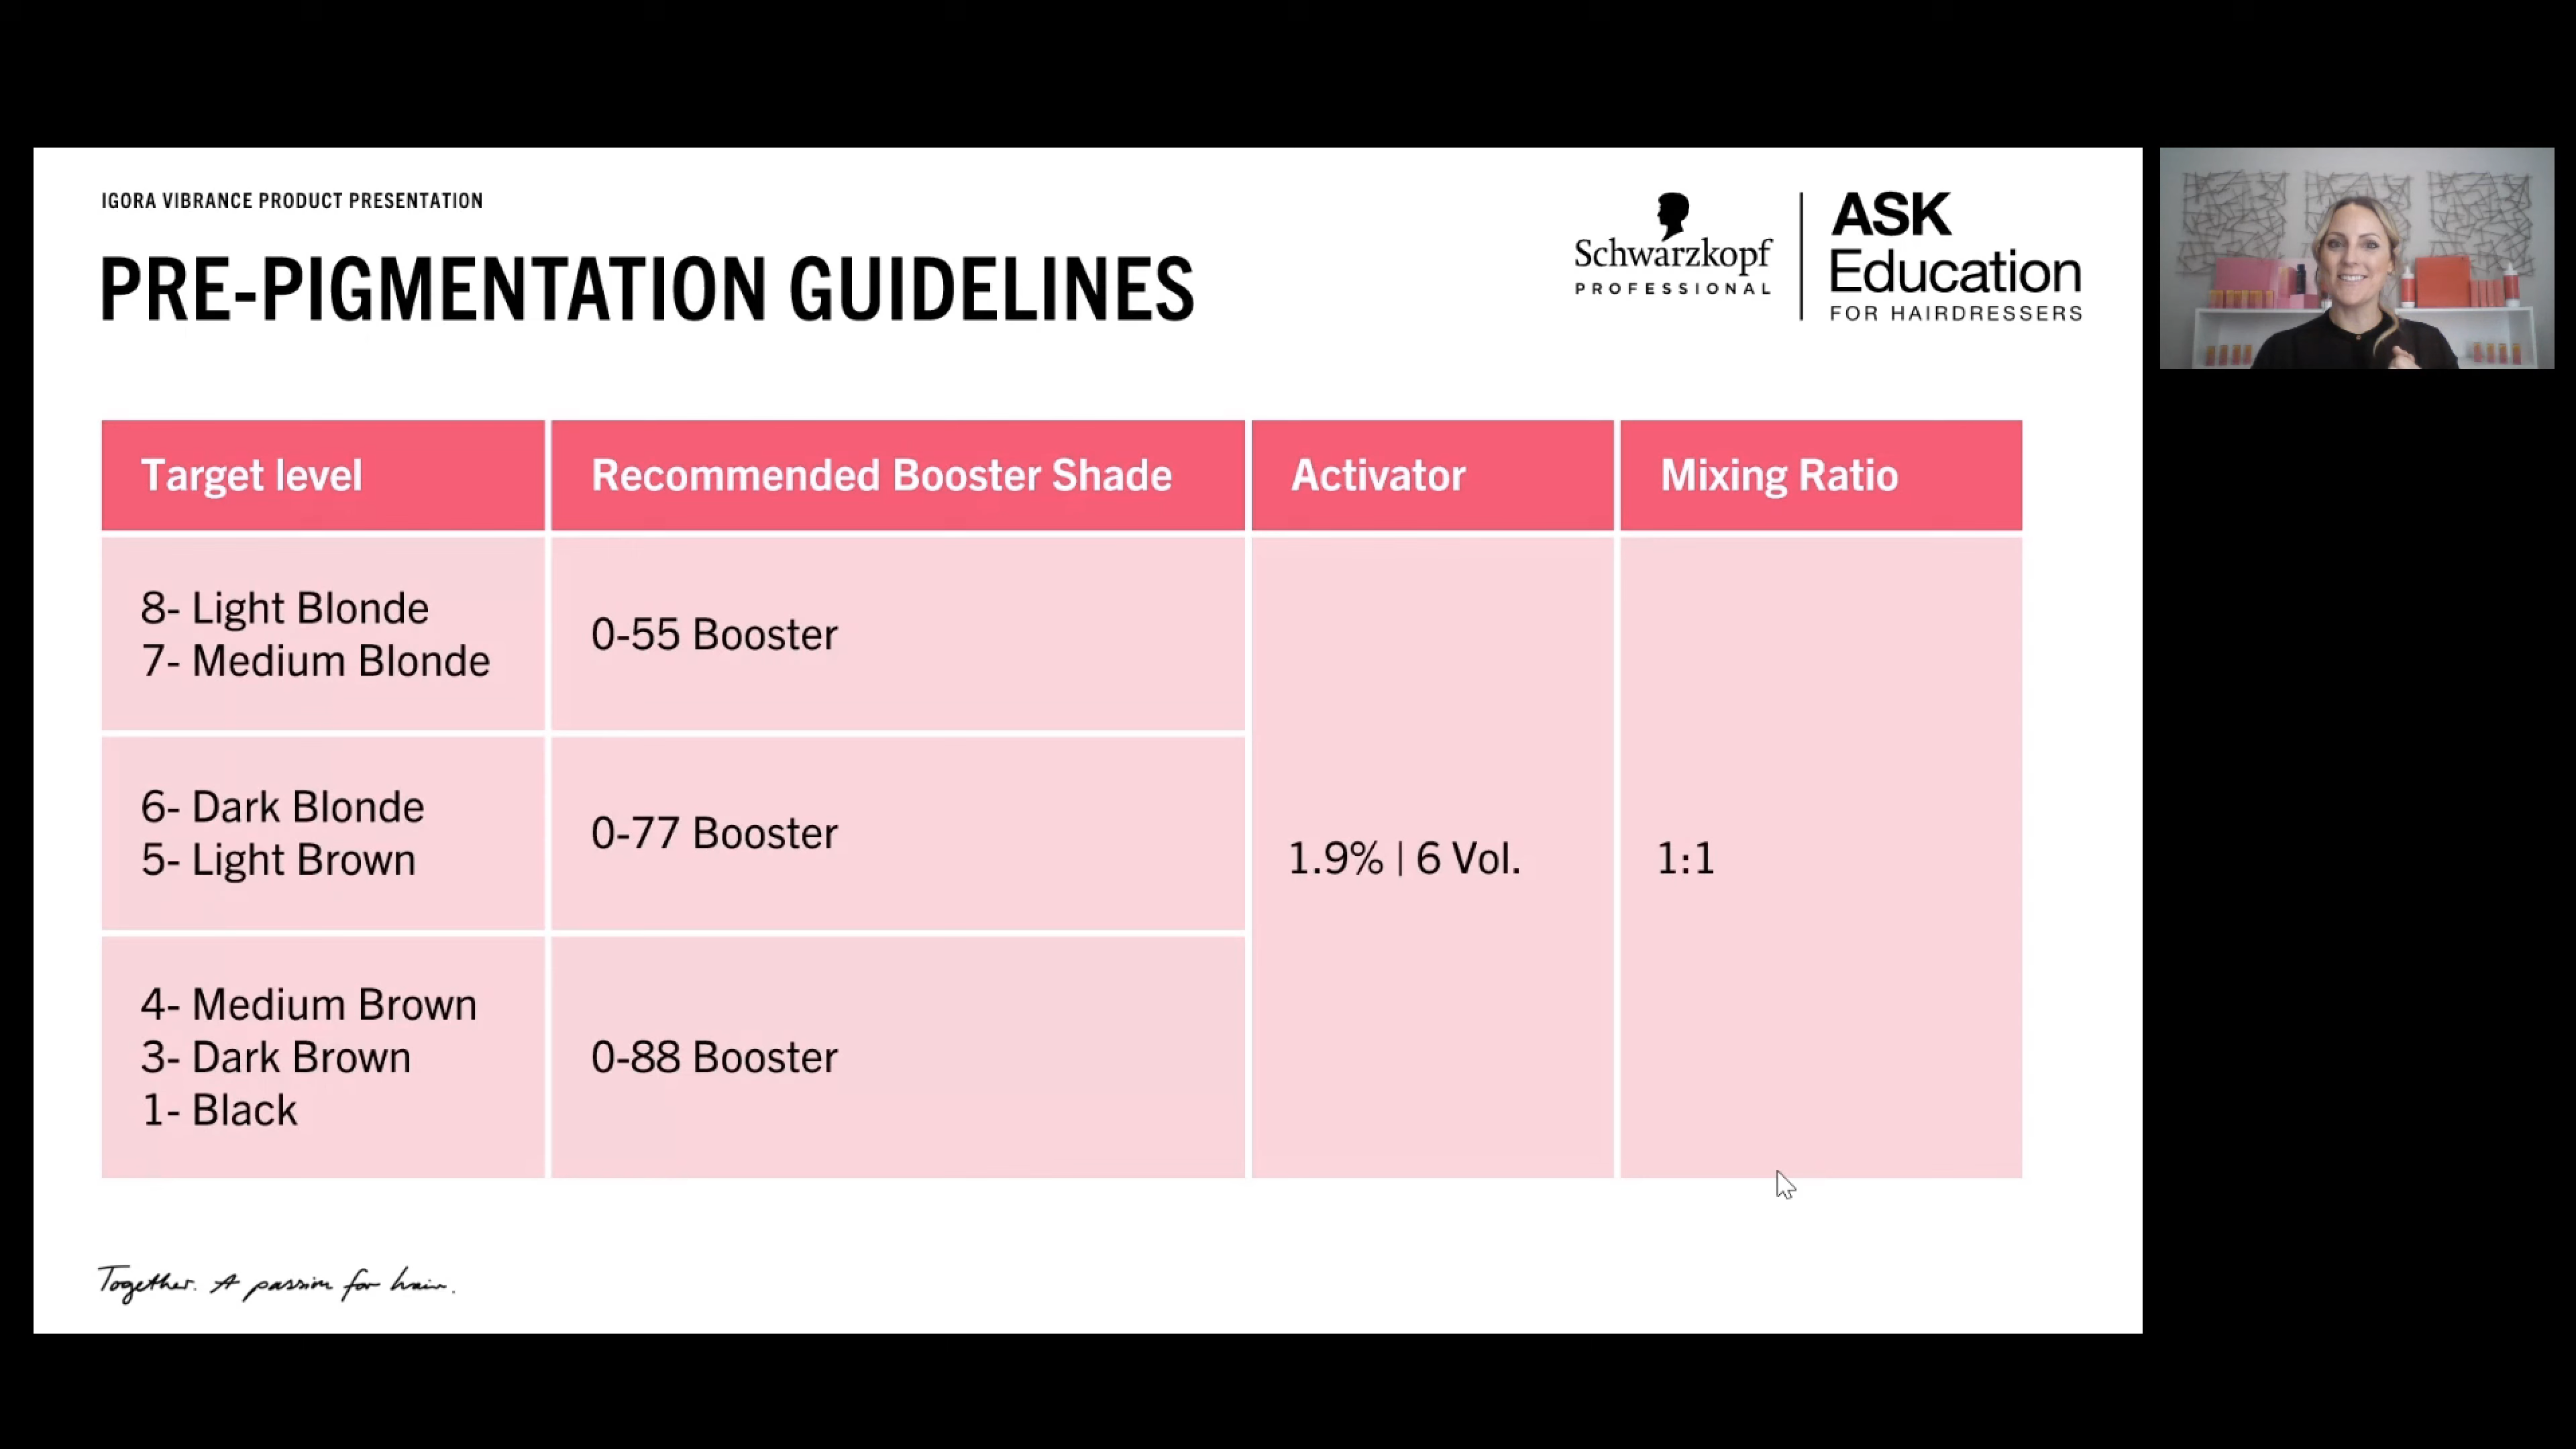 IGORA VIBRANCE PRODUCT PRESENTATION
PRE-PIGMENTATION GUIDELINES
Schwarzkopf
PROFESSIONAL
ASK
Education
FOR HAIRDRESSERS
Target level
Recommended Booster Shade
Activator
Mixing Ratio
8- Light Blonde
7- Medium Blonde
0-55 Booster
6- Dark Blonde
5- Light Brown
0-77 Booster
4- Medium Brown
3- Dark Brown
1- Black
0-88 Booster
1.9% | 6 Vol.
1:1
Together. A passion for hair.